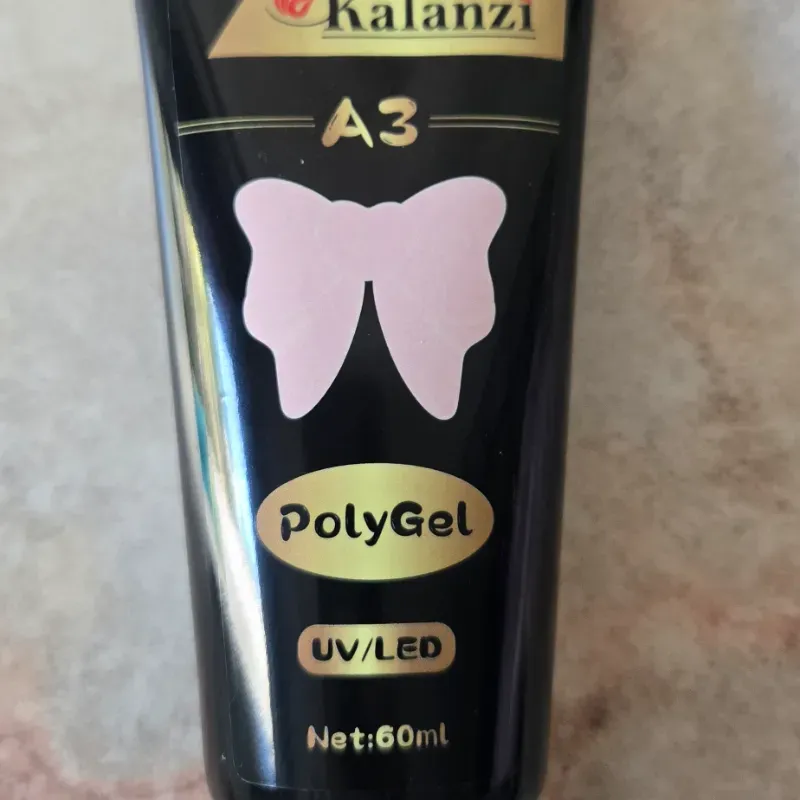 Kalanzi
A3
PolyGel
UV/LED
Net:60ml